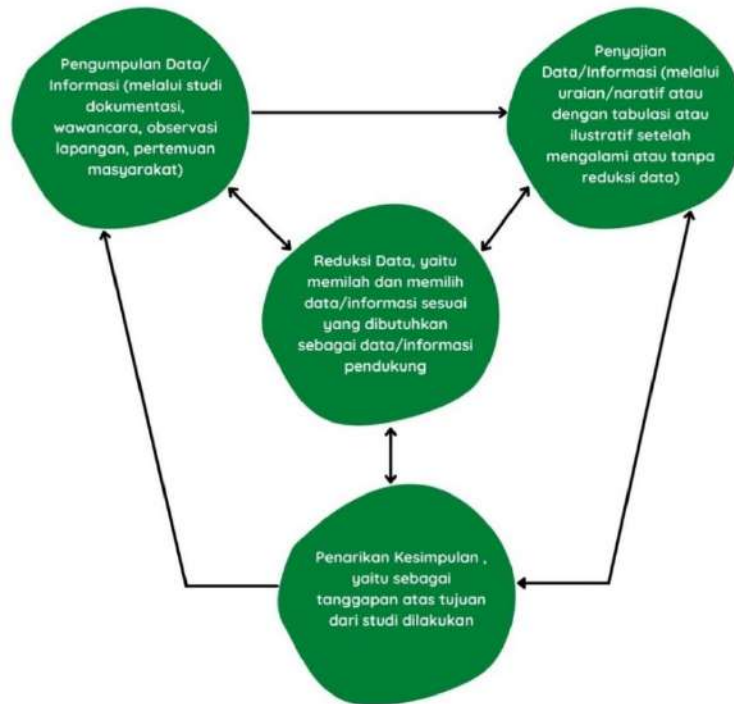 Pengumpulan Data/
Informasi (melalui studi
dokumentasi,
wawancara, observasi
lapangan, pertemuan
masyarakat)
Penyajian
Data/Informasi (melalui
uraian/naratif atau
dengan tabulasi atau
ilustratif setelah
mengalami atau tanpa
reduksi data)
Reduksi Data, yaitu
memilah dan memilih
data/informasi sesuai
yang dibutuhkan
sebagai data/informasi
pendukung
Penarikan Kesimpulan ,
yaitu sebagai
tanggapan atas tujuan
dari studi dilakukan